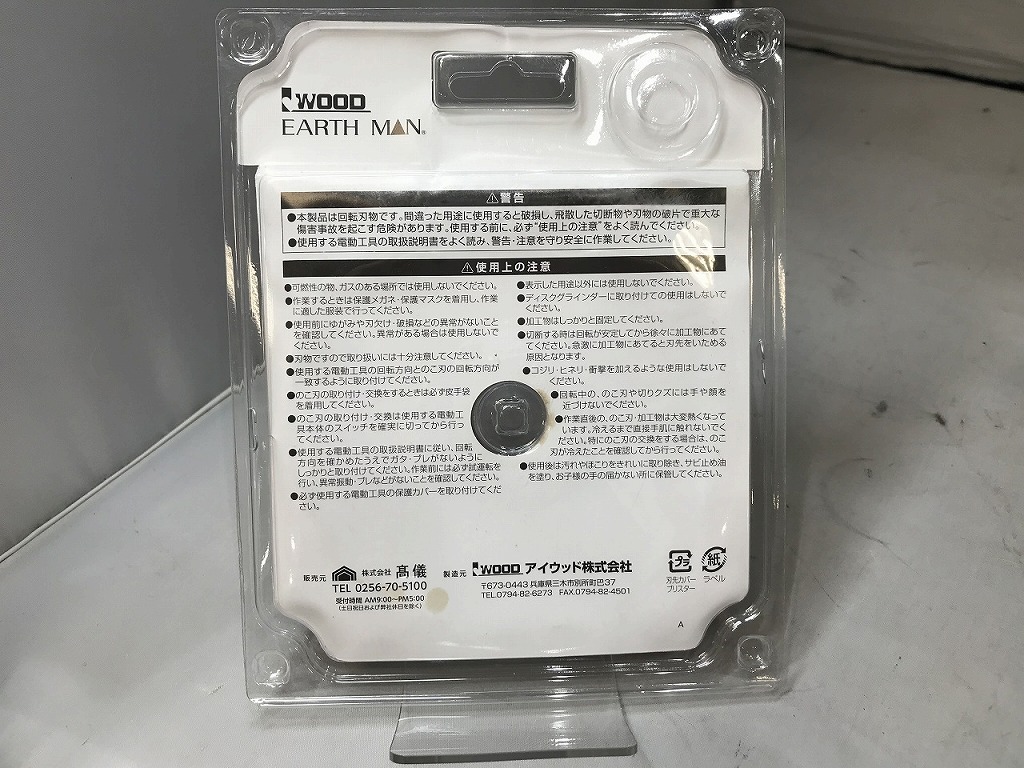 iWOOD
EARTH MAN®
⚠警告
●本製品は回転刃物です。間違った用途に使用すると破損し、飛散した切断物や刃物の破片で重大な
傷害事故を起こす危険があります。使用する前に、必ず“使用上の注意”をよく読んでください。
●使用する電動工具の取扱説明書をよく読み、警告・注意を守り安全に作業してください。
⚠使用上の注意
●可燃性の物、ガスのある場所では使用しないでください。
●作業するときは保護メガネ・保護マスクを着用し、作業
に適した服装で行ってください。
●使用前にゆがみや刃欠け・破損などの異常がないこと
を確認してください。異常がある場合は使用しないで
ください。
●刃物ですので取り扱いには十分注意してください。
●使用する電動工具の回転方向とのこ刃の回転方向が
一致するように取り付けてください。
●のこ刃の取り付け・交換をするときは必ず皮手袋
を着用してください。
●のこ刃の取り付け・交換は使用する電動工
具本体のスイッチを確実に切ってから行っ
てください。
●使用する電動工具の取扱説明書に従い、回転
方向を確かめたうえでガタ・ブレがないように
しっかりと取り付けてください。作業前には必ず試運転を
行い、異常振動・ブレなどがないことを確認してください。
●必ず使用する電動工具の保護カバーを取り付けてくだ
さい。
●表示した用途以外には使用しないでください。
●ディスクグラインダーに取り付けての使用はしないで
ください。
●加工物はしっかりと固定してください。
●切断する時は回転が安定してから徐々に加工物にあて
てください。急激に加工物にあてると刃先をいためる
原因となります。
●コジリ・ヒネリ・衝撃を加えるような使用はしないで
ください。
●回転中の、のこ刃や切りクズには手や顔を
近づけないでください。
●作業直後の、のこ刃・加工物は大変熱くなって
います。冷えるまで直接手肌に触れないでく
ださい。特にのこ刃の交換をする場合は、のこ
刃が冷えたことを確認してから行ってください。
●使用後は汚れやほこりをきれいに取り除き、サビ止め油
を塗り、お子様の手の届かない所に保管してください。
販売元 株式会社 髙儀
TEL 0256-70-5100
受付時間 AM9:00〜PM5:00
(土日祝日および弊社休日を除く)
製造元 iWOOD アイウッド株式会社
〒673-0443 兵庫県三木市別所町巴37
TEL.0794-82-6273 FAX.0794-82-4501
プラ
刃先カバー
ブリスター
紙
ラベル
A